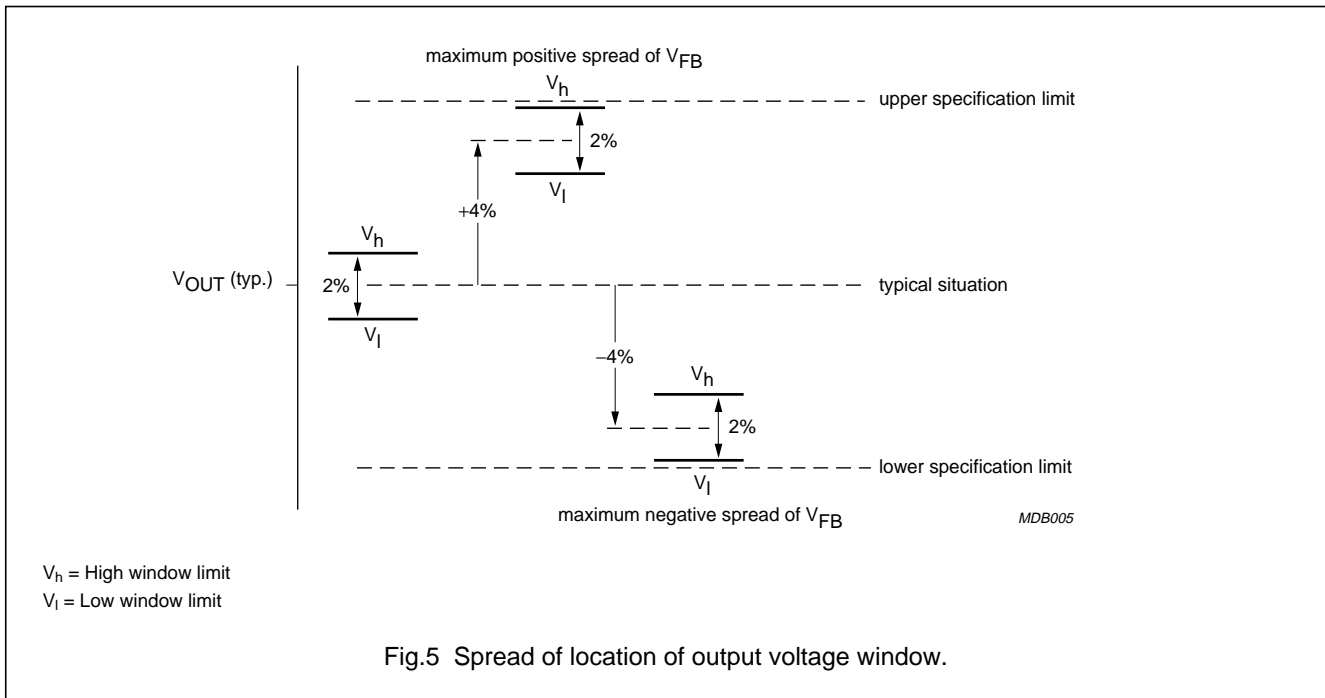 maximum positive spread of VFB
Vh
upper specification limit
2%
Vl
+4%
Vh
VOUT (typ.)
2%
typical situation
Vl
−4%
Vh
2%
lower specification limit
Vl
maximum negative spread of VFB
MDB005
Vh = High window limit
Vl = Low window limit
Fig.5 Spread of location of output voltage window.